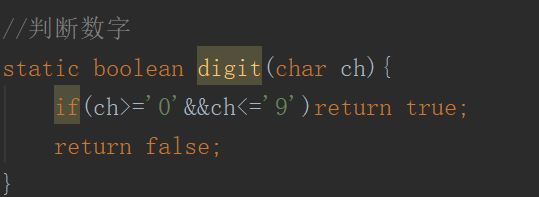 //判断数字
static boolean digit(char ch){
    if(ch>='0'&&ch<='9')return true;
    return false;
}